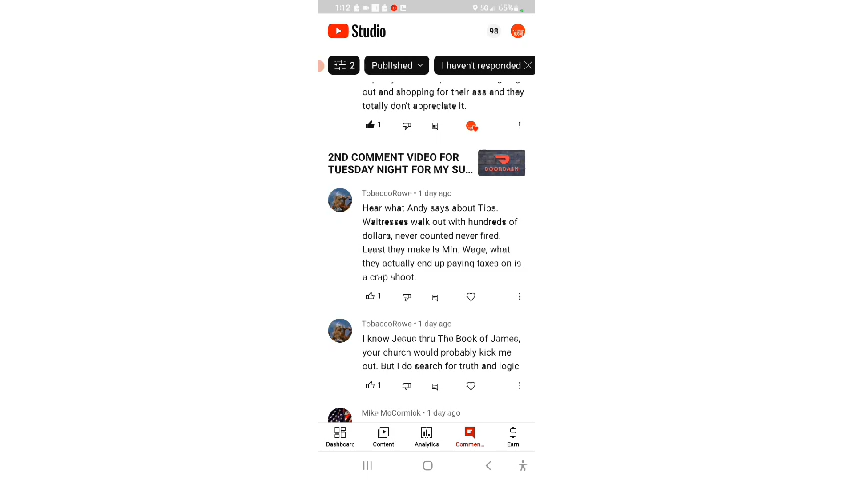 1:12 65%
Studio
98
2 Published I haven't responded
out and shopping for their ass and they
totally don't appreciate it.
1
2ND COMMENT VIDEO FOR
TUESDAY NIGHT FOR MY SU...
DOORDASH
TobaccoRowe • 1 day ago
Hear what Andy says about Tips.
Waitresses walk out with hundreds of
dollars, never counted never fired.
Least they make is Min. Wage, what
they actually end up paying taxes on is
a crap shoot.
1
TobaccoRowe • 1 day ago
I know Jesus thru The Book of James,
your church would probably kick me
out. But I do search for truth and logic
1
Mike McCormick • 1 day ago
Dashboard Content Analytics Commen... Earn